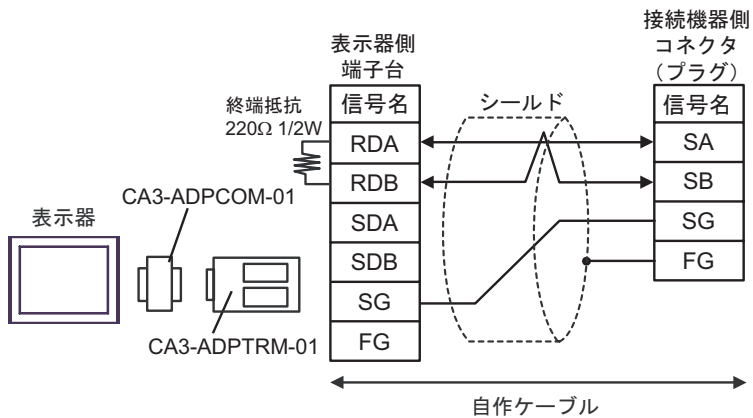 接続機器側
コネクタ
（プラグ）
表示器側
端子台
終端抵抗
220Ω 1/2W
シールド
信号名
RDA
RDB
SDA
SDB
SG
FG
信号名
SA
SB
SG
FG
表示器
CA3-ADPCOM-01
CA3-ADPTRM-01
自作ケーブル